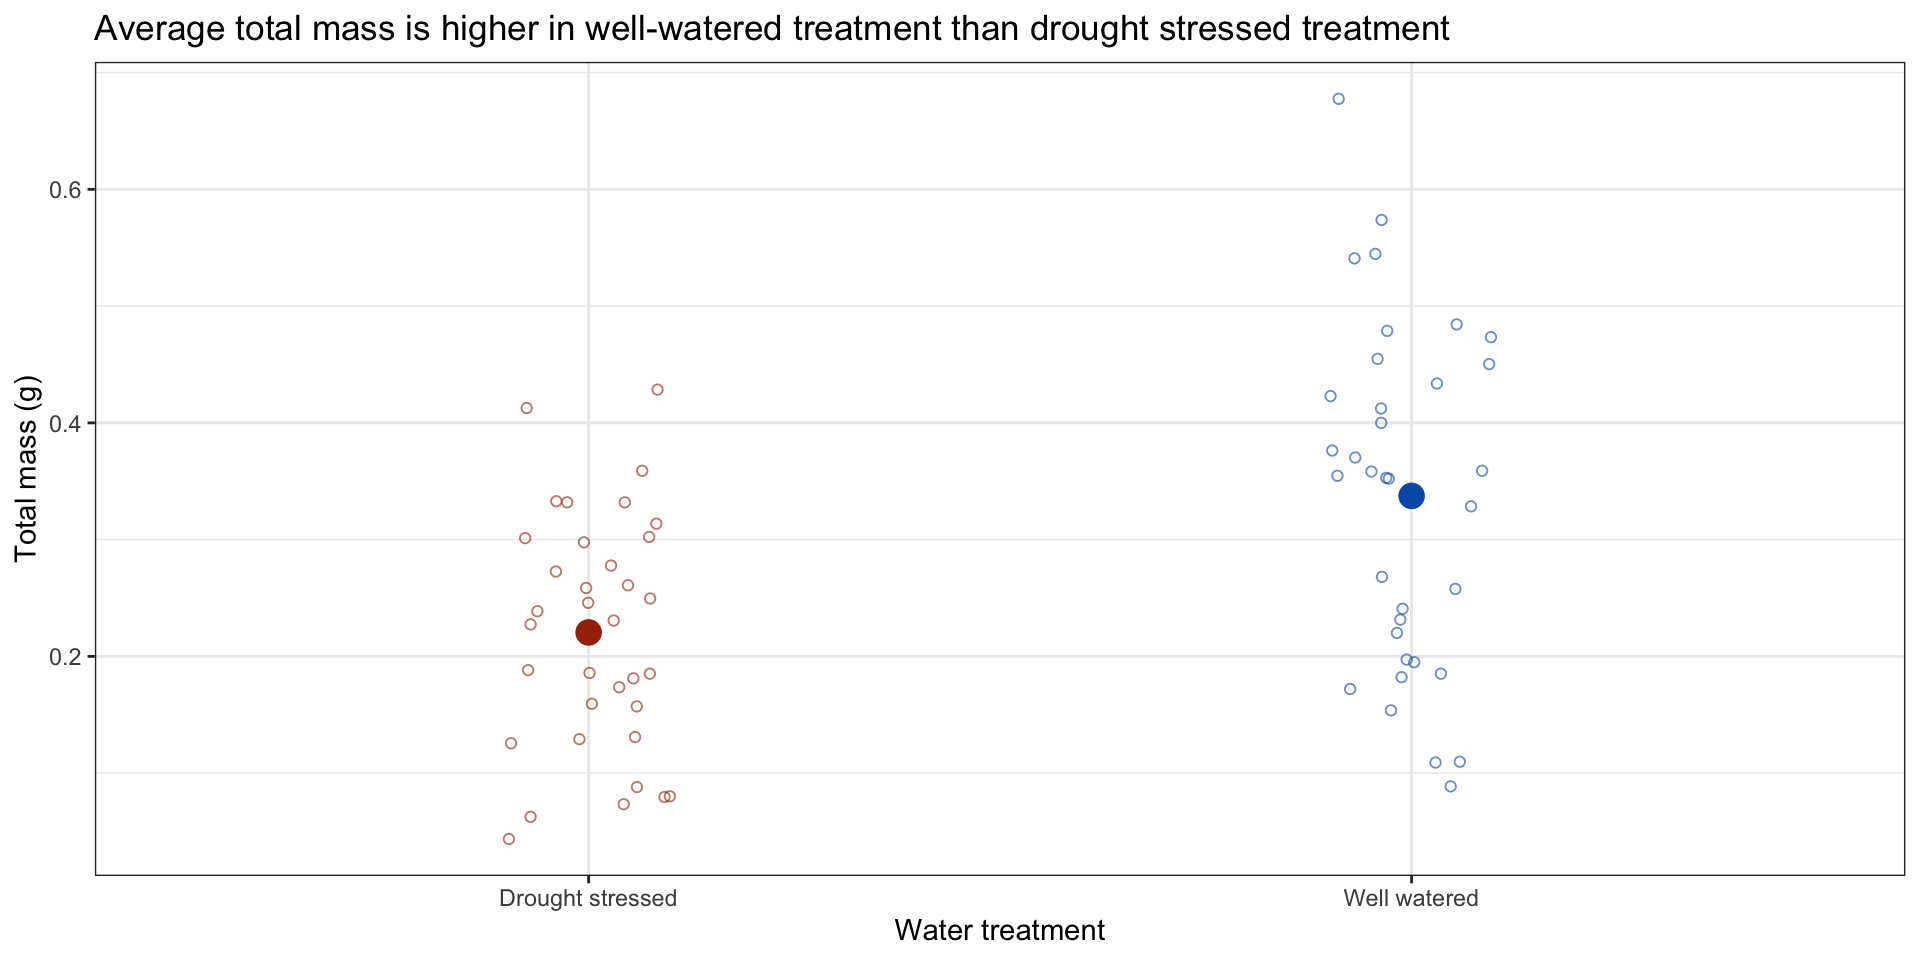 Average total mass is higher in well-watered treatment than drought stressed treatment
Total mass (g)
0.6
0.4
0.2
Drought stressed
Well watered
Water treatment